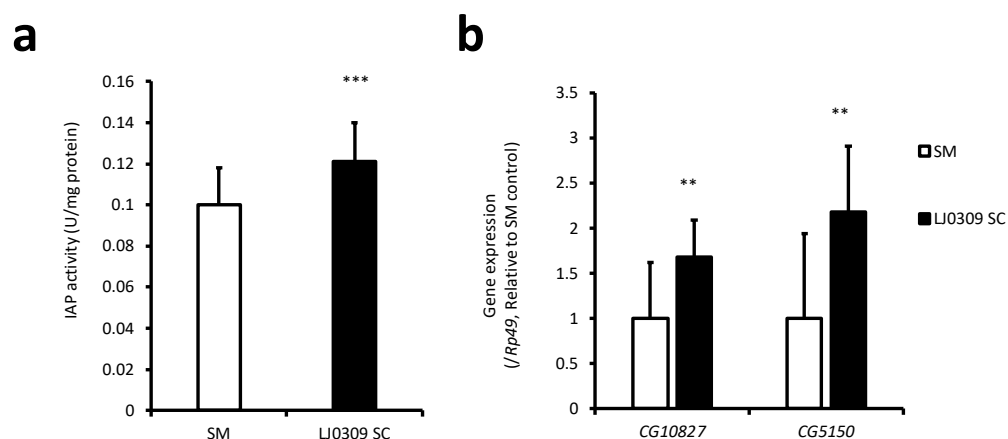 a
IAP activity (U/mg protein)
0.16
0.14
0.12
0.1
0.08
0.06
0.04
0.02
0
***
SM
LJ0309 SC
b
Gene expression
(/Rp49, Relative to SM control)
3.5
3
2.5
2
1.5
1
0.5
0
**
**
CG10827
CG5150
SM
LJ0309 SC